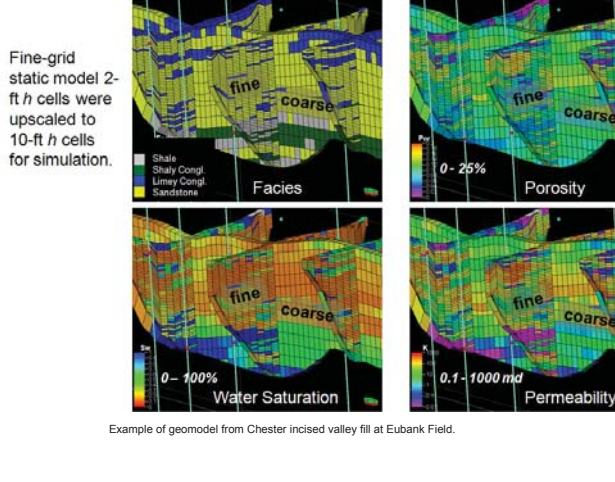 Fine-grid
static model 2-
ft h cells were
upscaled to
10-ft h cells
for simulation.
fine
coarse
Shale
Shaly Congl.
Limey Congl.
Sandstone
Facies
fine
coarse
Por
0 - 25%
Porosity
fine
coarse
Sw
0 – 100%
Water Saturation
fine
coarse
K
0.1 - 1000 md
Permeability
Example of geomodel from Chester incised valley fill at Eubank Field.